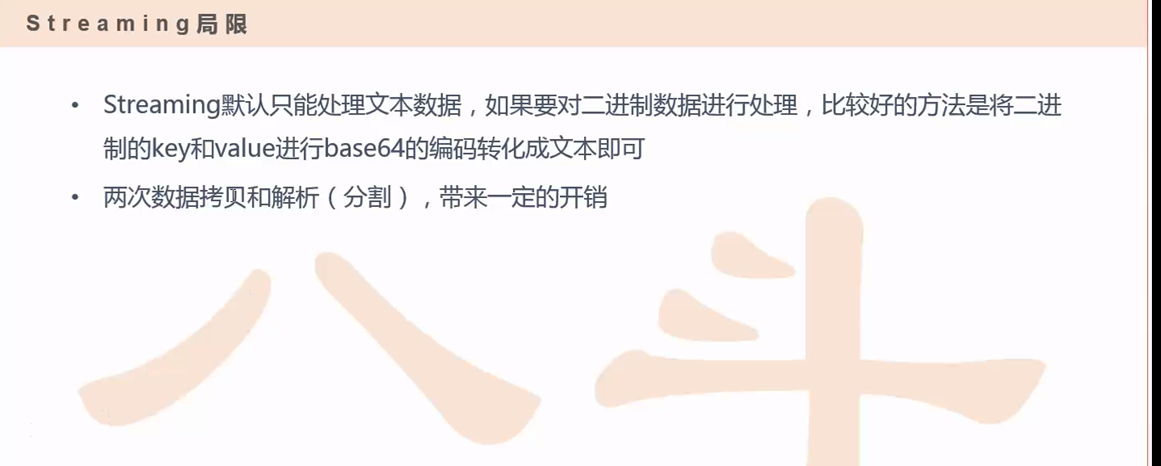 Streaming局限
• Streaming默认只能处理文本数据，如果要对二进制数据进行处理，比较好的方法是将二进
制的key和value进行base64的编码转化成文本即可
• 两次数据拷贝和解析（分割），带来一定的开销
八斗